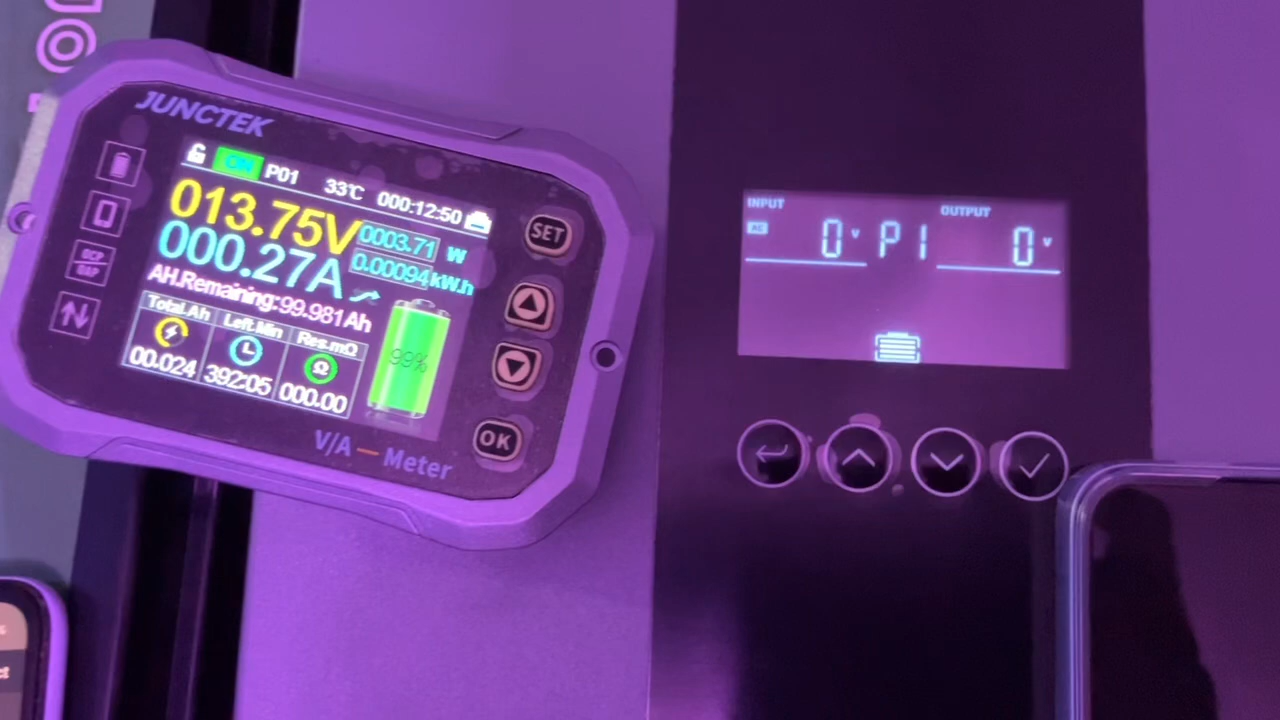 JUNCTEK
ON P01 33℃ 000:12:50
013.75V 0003.71 W
000.27A 0.00094kW.h
AH.Remaining:99.981Ah
Total.Ah Left.Min Res.mΩ
00.024 392:05 000.00
99%
OCP
OAP
V/A — Meter
SET
OK
INPUT OUTPUT
AC 0 V P1 0 V